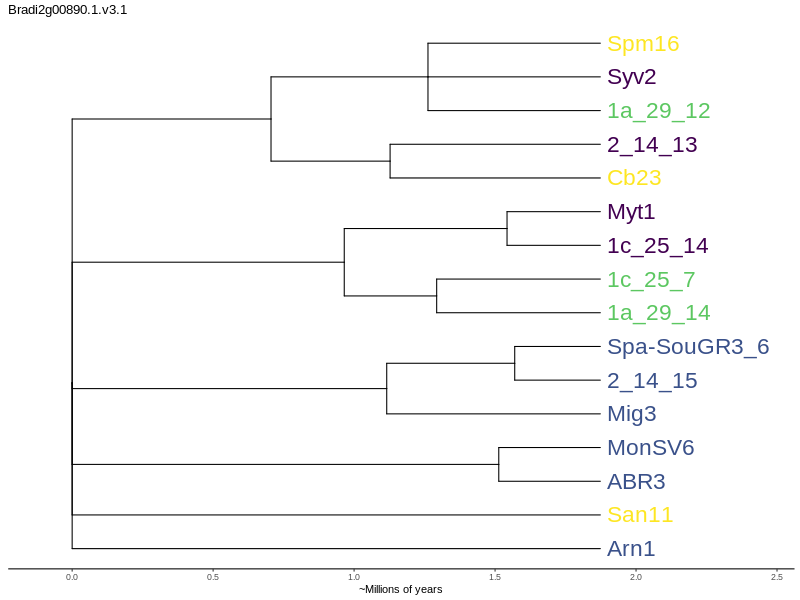 Bradi2g00890.1.v3.1
Spm16
Syv2
1a_29_12
2_14_13
Cb23
Myt1
1c_25_14
1c_25_7
1a_29_14
Spa-SouGR3_6
2_14_15
Mig3
MonSV6
ABR3
San11
Arn1
0.0 0.5 1.0 1.5 2.0 2.5
~Millions of years